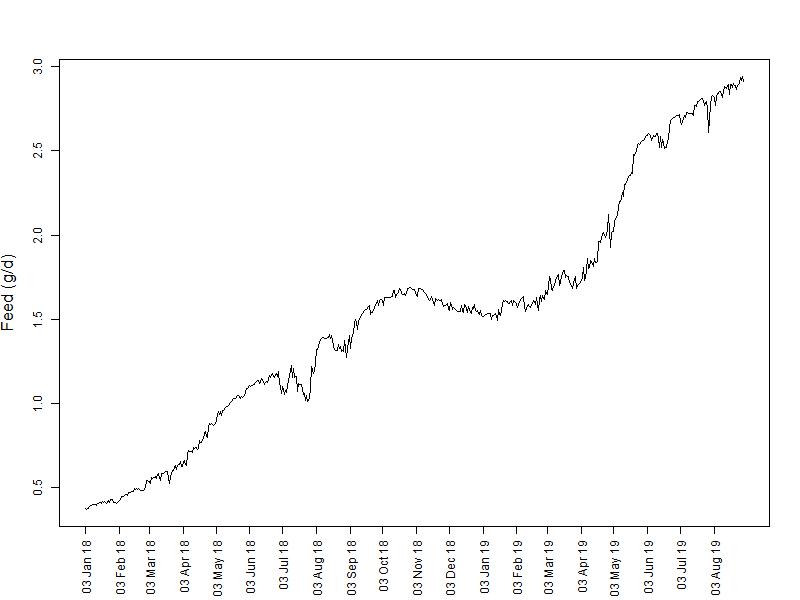 Feed (g/d)
3.0
2.5
2.0
1.5
1.0
0.5
03 Jan 18
03 Feb 18
03 Mar 18
03 Apr 18
03 May 18
03 Jun 18
03 Jul 18
03 Aug 18
03 Sep 18
03 Oct 18
03 Nov 18
03 Dec 18
03 Jan 19
03 Feb 19
03 Mar 19
03 Apr 19
03 May 19
03 Jun 19
03 Jul 19
03 Aug 19